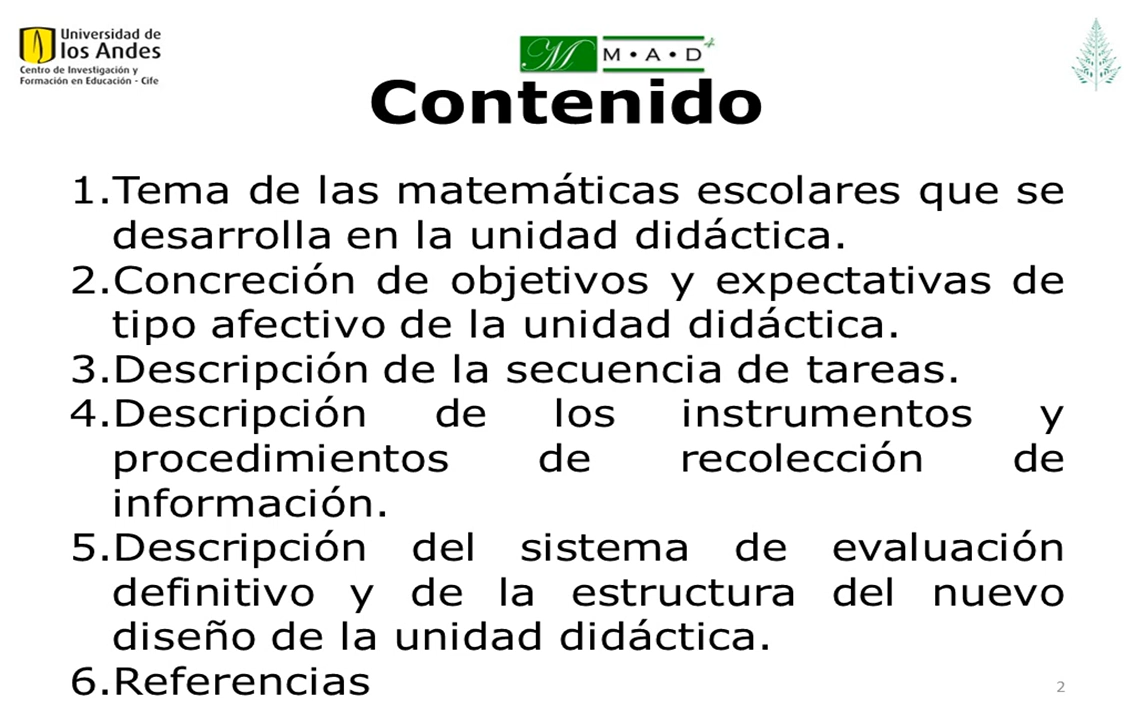 Universidad de
los Andes
Centro de Investigación y
Formación en Educación - Cife
M M • A • D
Contenido
1.Tema de las matemáticas escolares que se
desarrolla en la unidad didáctica.
2.Concreción de objetivos y expectativas de
tipo afectivo de la unidad didáctica.
3.Descripción de la secuencia de tareas.
4.Descripción de los instrumentos y
procedimientos de recolección de
información.
5.Descripción del sistema de evaluación
definitivo y de la estructura del nuevo
diseño de la unidad didáctica.
6.Referencias
2